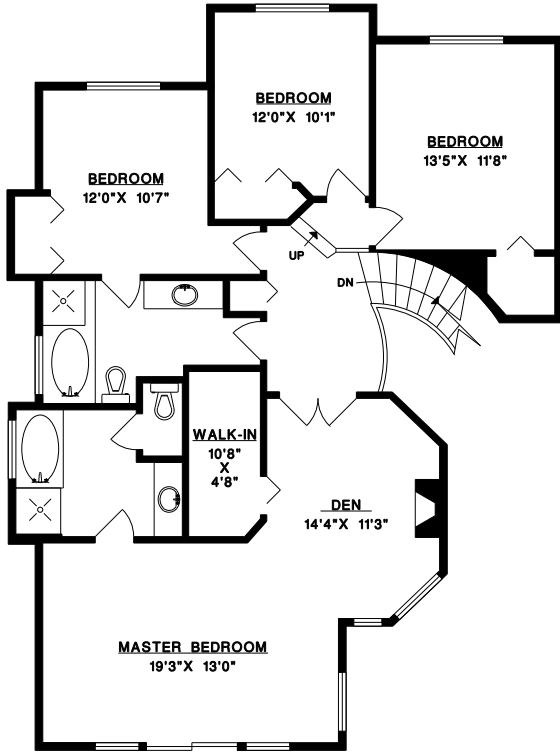 BEDROOM
12'0"X 10'1"
BEDROOM
13'5"X 11'8"
BEDROOM
12'0"X 10'7"
UP
DN
WALK-IN
10'8"
X
4'8"
DEN
14'4"X 11'3"
MASTER BEDROOM
19'3"X 13'0"